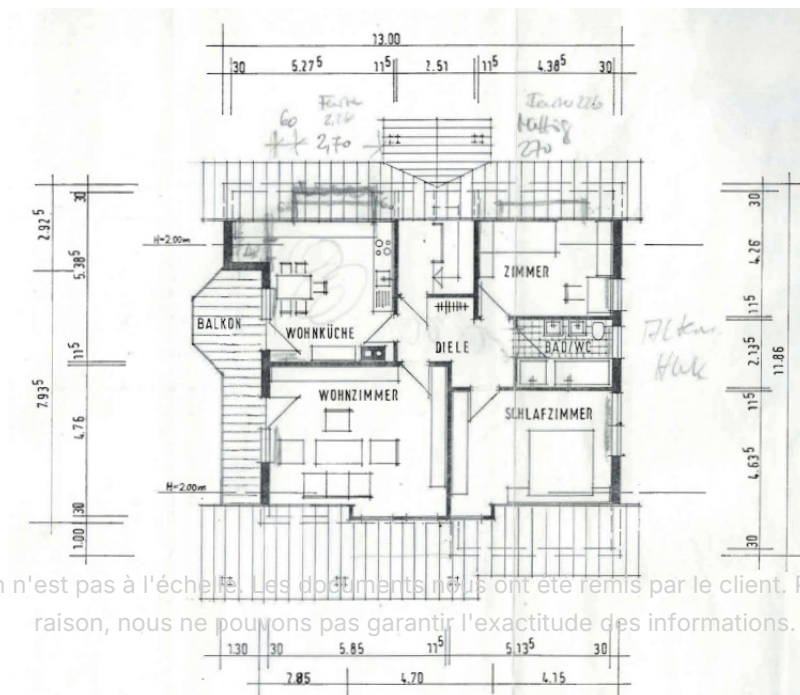 13.00
30 5.27⁵ 11⁵ 2.51 11⁵ 4.38⁵ 30
60
2,70
270
2.92⁵
30
5.38⁵
11⁵
7.93⁵
4.76
30
1.00
H=2.00m
BALKON
WOHNKÜCHE
DIELE
ZIMMER
BAD/WC
WOHNZIMMER
SCHLAFZIMMER
H=2.00m
30
4.26
11⁵
2.13⁵
11.86
11⁵
4.63⁵
30
n n'est pas à l'échelle. Les documents nous ont été remis par le client. P
raison, nous ne pouvons pas garantir l'exactitude des informations.
1.30 30 5.85 11⁵ 5.13⁵ 30
2.85 4.70 4.15